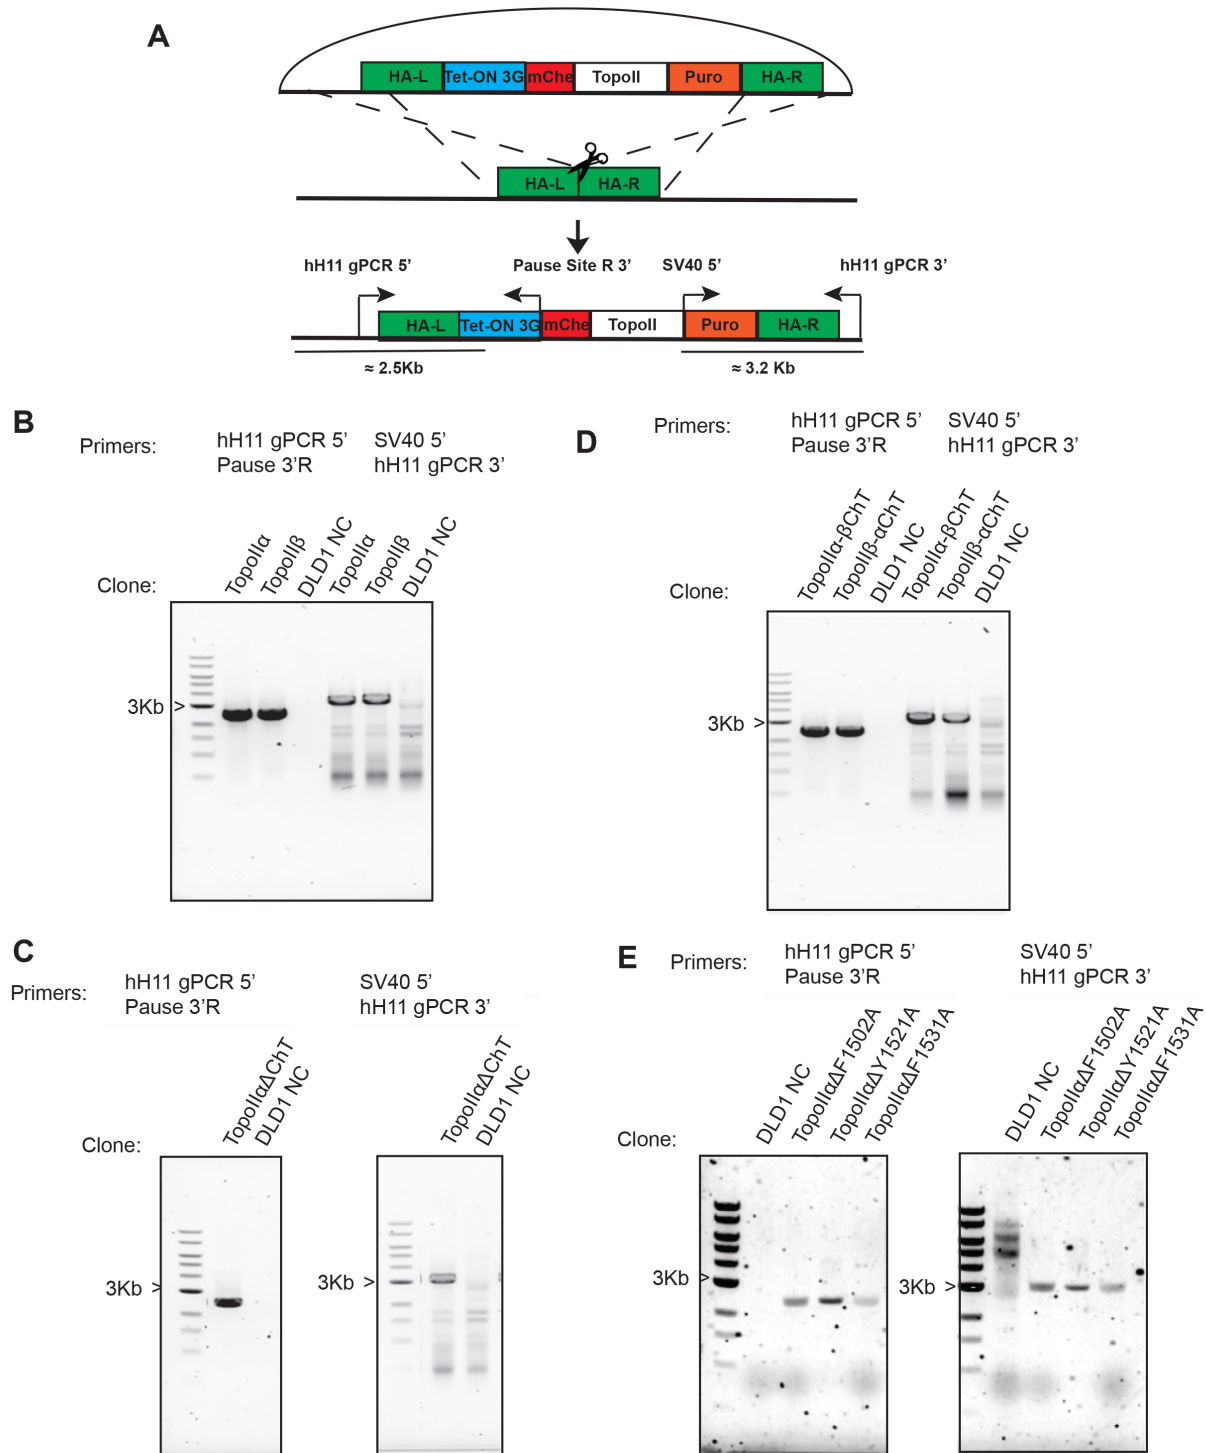 A
HA-L Tet-ON 3G mChe TopoII Puro HA-R
HA-L HA-R
hH11 gPCR 5’ Pause Site R 3’ SV40 5’ hH11 gPCR 3’
HA-L Tet-ON 3G mChe TopoII Puro HA-R
≈ 2.5Kb ≈ 3.2 Kb
B
Primers:
hH11 gPCR 5’ SV40 5’
Pause 3’R hH11 gPCR 3’
Clone:
TopoIIα TopoIIβ DLD1 NC TopoIIα TopoIIβ DLD1 NC
3Kb >
D
Primers:
hH11 gPCR 5’ SV40 5’
Pause 3’R hH11 gPCR 3’
Clone:
TopoIIα-βChT TopoIIβ-αChT DLD1 NC TopoIIα-βChT TopoIIβ-αChT DLD1 NC
3Kb >
C
Primers:
hH11 gPCR 5’ SV40 5’
Pause 3’R hH11 gPCR 3’
Clone:
TopoIIαΔChT DLD1 NC TopoIIαΔChT DLD1 NC
3Kb > 3Kb >
E
Primers:
hH11 gPCR 5’ SV40 5’
Pause 3’R hH11 gPCR 3’
Clone:
DLD1 NC TopoIIαΔF1502A TopoIIαΔY1521A TopoIIαΔF1531A DLD1 NC TopoIIαΔF1502A TopoIIαΔY1521A TopoIIαΔF1531A
3Kb > 3Kb >